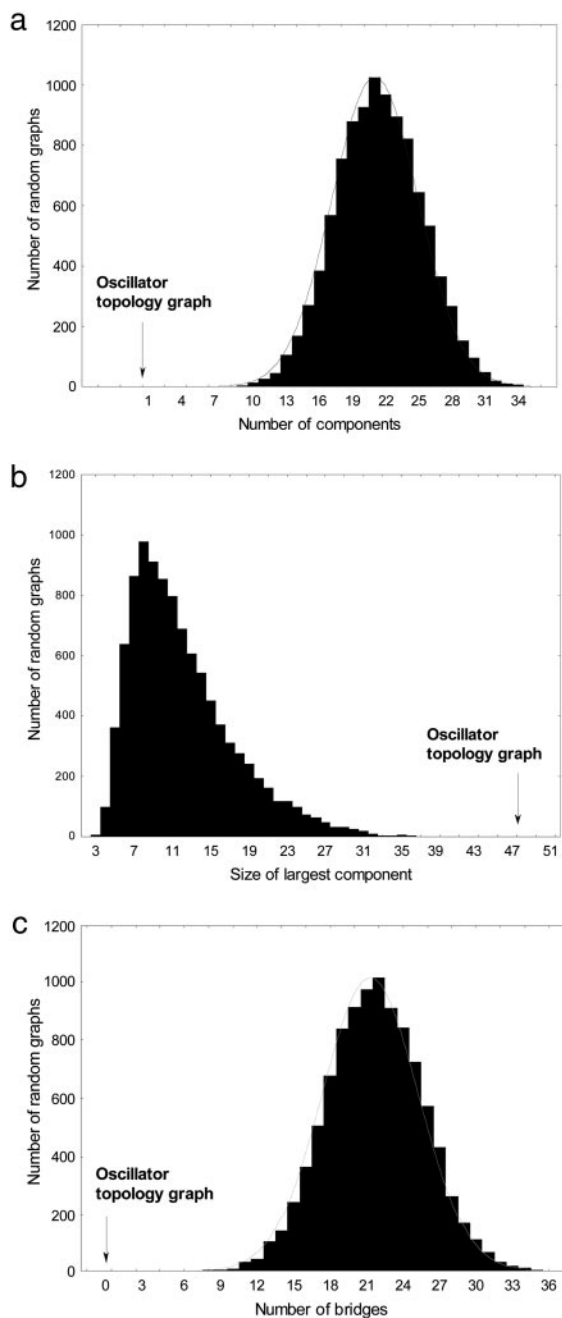 a
1200
1000
800
600
400
200
0
Number of random graphs
Oscillator
topology graph
1 4 7 10 13 16 19 22 25 28 31 34
Number of components
b
1200
1000
800
600
400
200
0
Number of random graphs
Oscillator
topology graph
3 7 11 15 19 23 27 31 35 39 43 47 51
Size of largest component
c
1200
1000
800
600
400
200
0
Number of random graphs
Oscillator
topology graph
0 3 6 9 12 15 18 21 24 27 30 33 36
Number of bridges